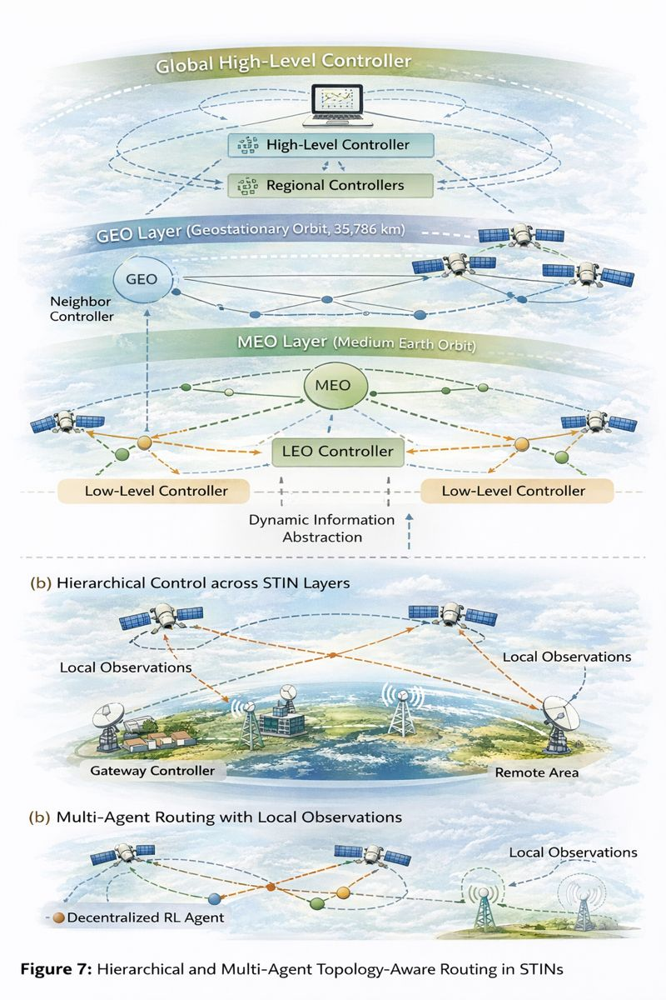 Global High-Level Controller
High-Level Controller
Regional Controllers
GEO Layer (Geostationary Orbit, 35,786 km)
GEO
Neighbor
Controller
MEO Layer (Medium Earth Orbit)
MEO
LEO Controller
Low-Level Controller
Low-Level Controller
Dynamic Information
Abstraction
(b) Hierarchical Control across STIN Layers
Local Observations
Local Observations
Gateway Controller
Remote Area
(b) Multi-Agent Routing with Local Observations
Local Observations
Decentralized RL Agent
Figure 7: Hierarchical and Multi-Agent Topology-Aware Routing in STINs